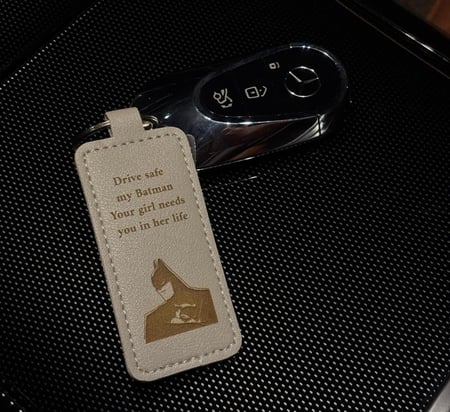 Drive safe
my Batman
Your girl needs
you in her life